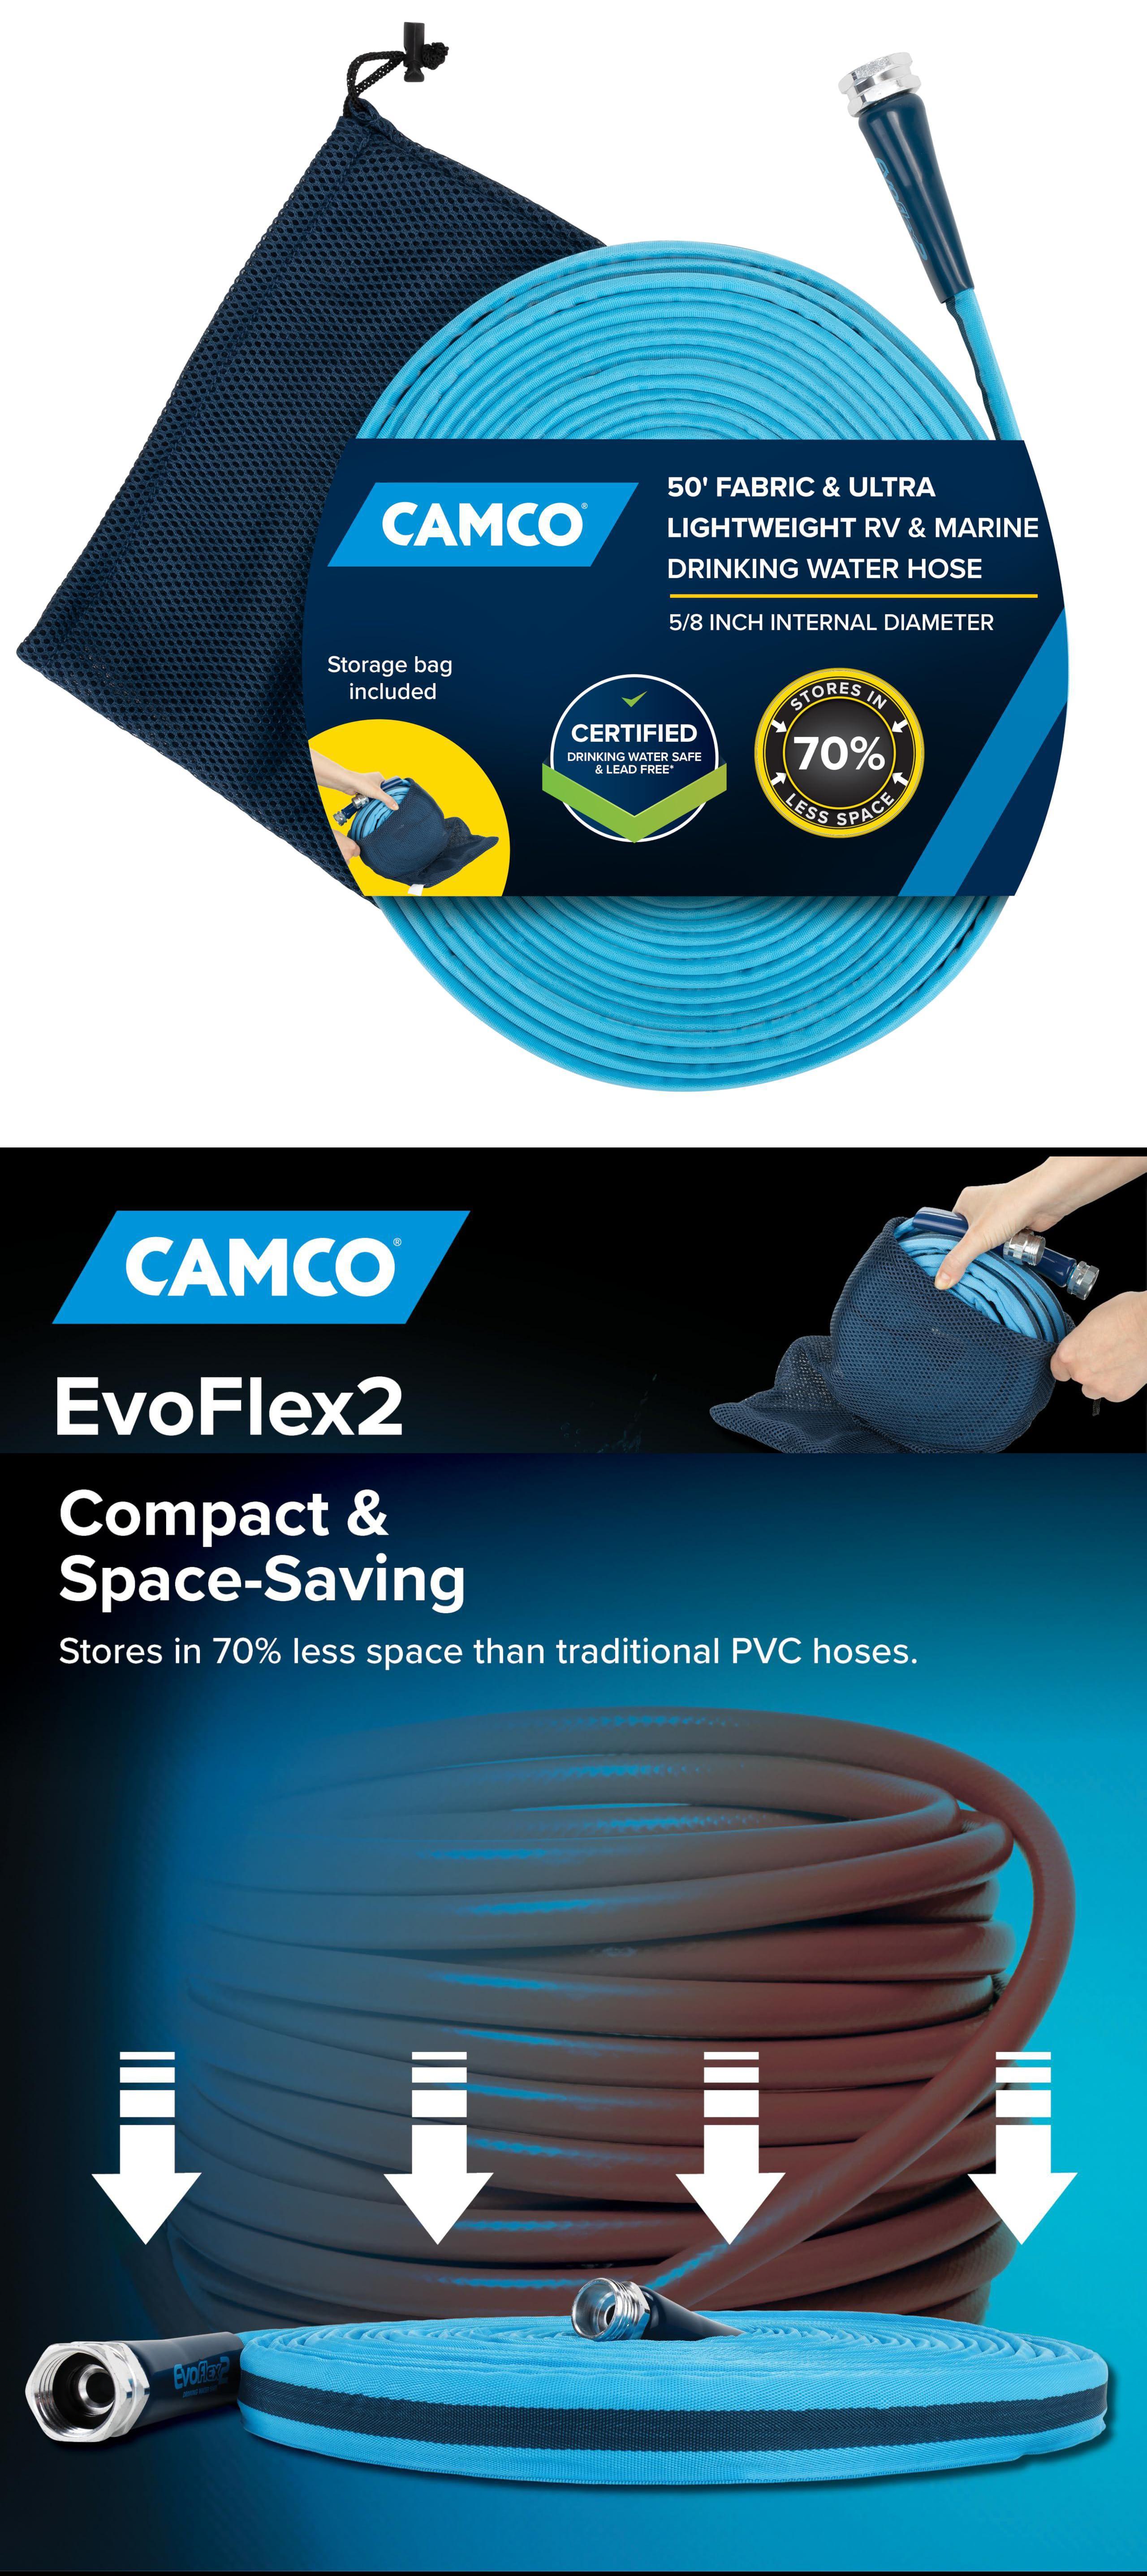 EvoFlex2
CAMCO®
50' FABRIC & ULTRA
LIGHTWEIGHT RV & MARINE
DRINKING WATER HOSE
5/8 INCH INTERNAL DIAMETER
Storage bag
included
CERTIFIED
DRINKING WATER SAFE
& LEAD FREE*
STORES IN
70%
LESS SPACE
CAMCO®
EvoFlex2
Compact &
Space-Saving
Stores in 70% less space than traditional PVC hoses.
EvoFlex2